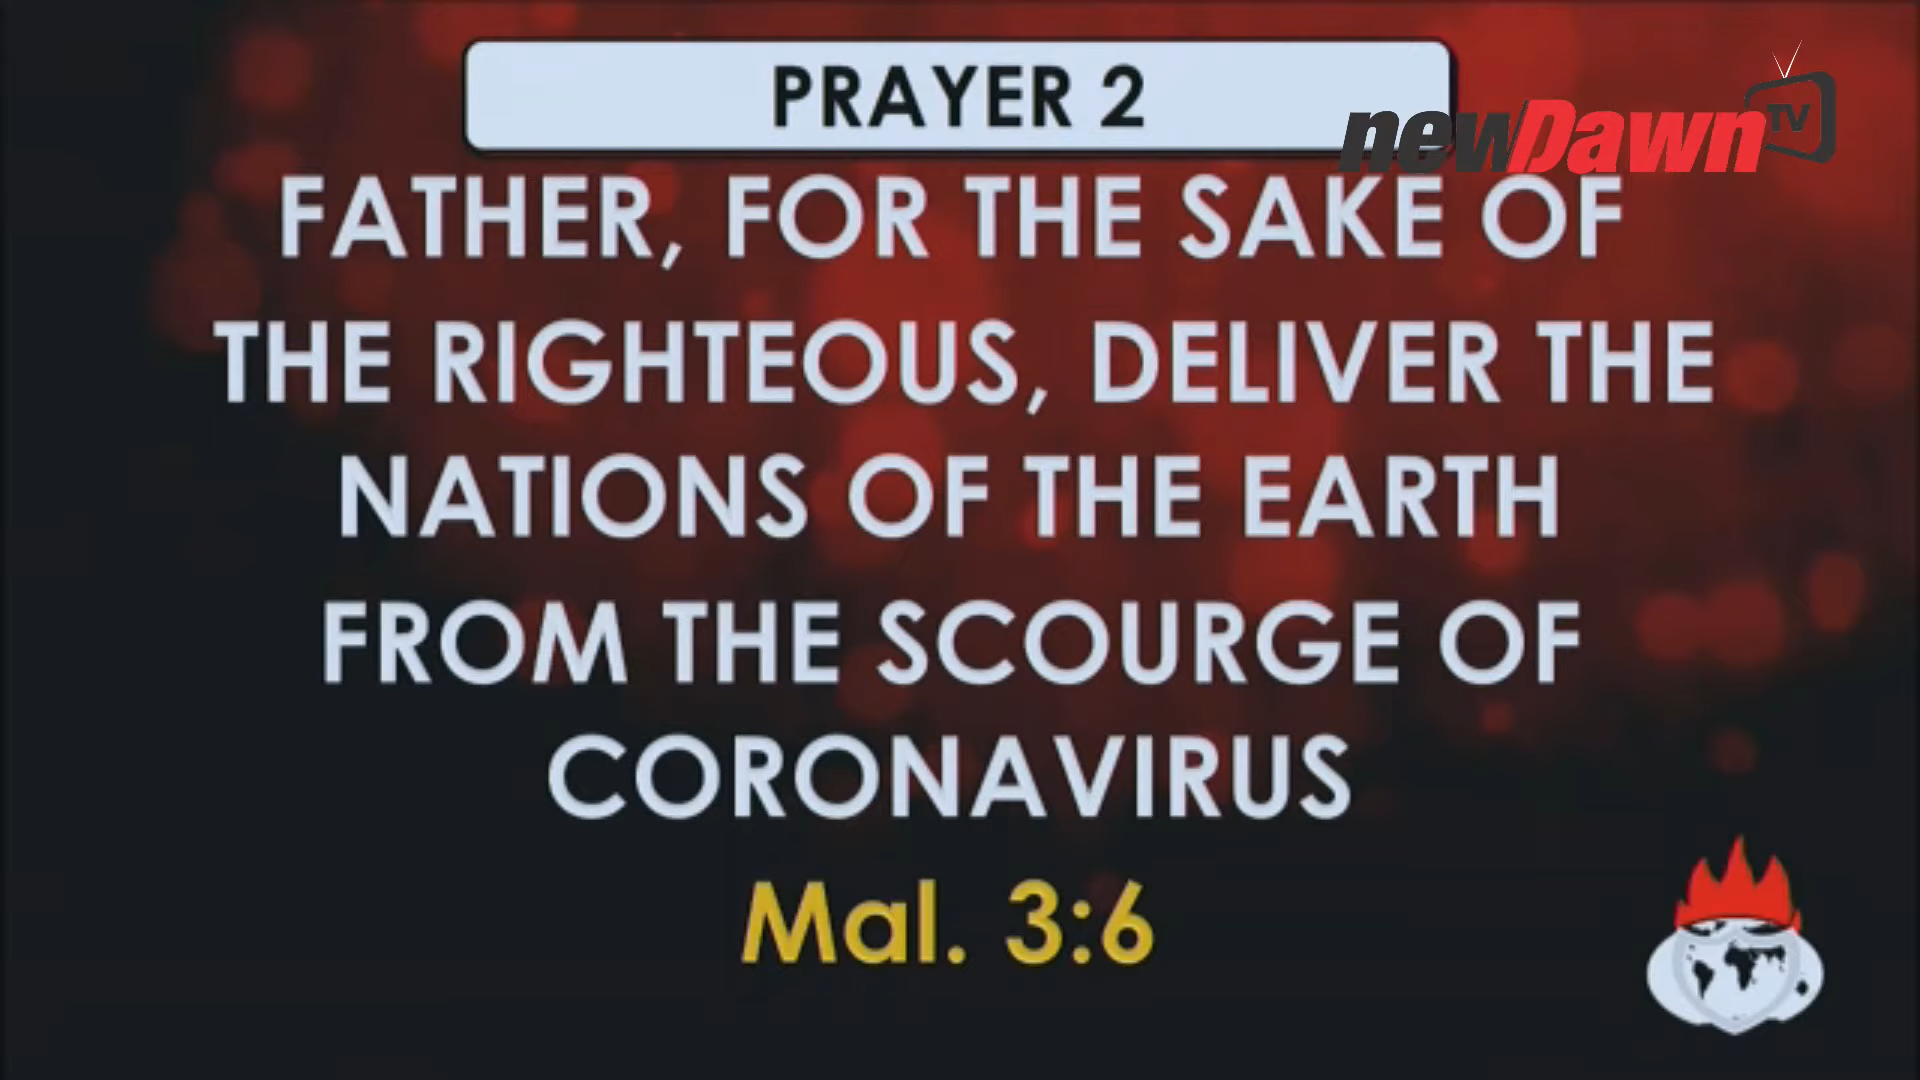 PRAYER 2
newDawn TV
FATHER, FOR THE SAKE OF
THE RIGHTEOUS, DELIVER THE
NATIONS OF THE EARTH
FROM THE SCOURGE OF
CORONAVIRUS
Mal. 3:6